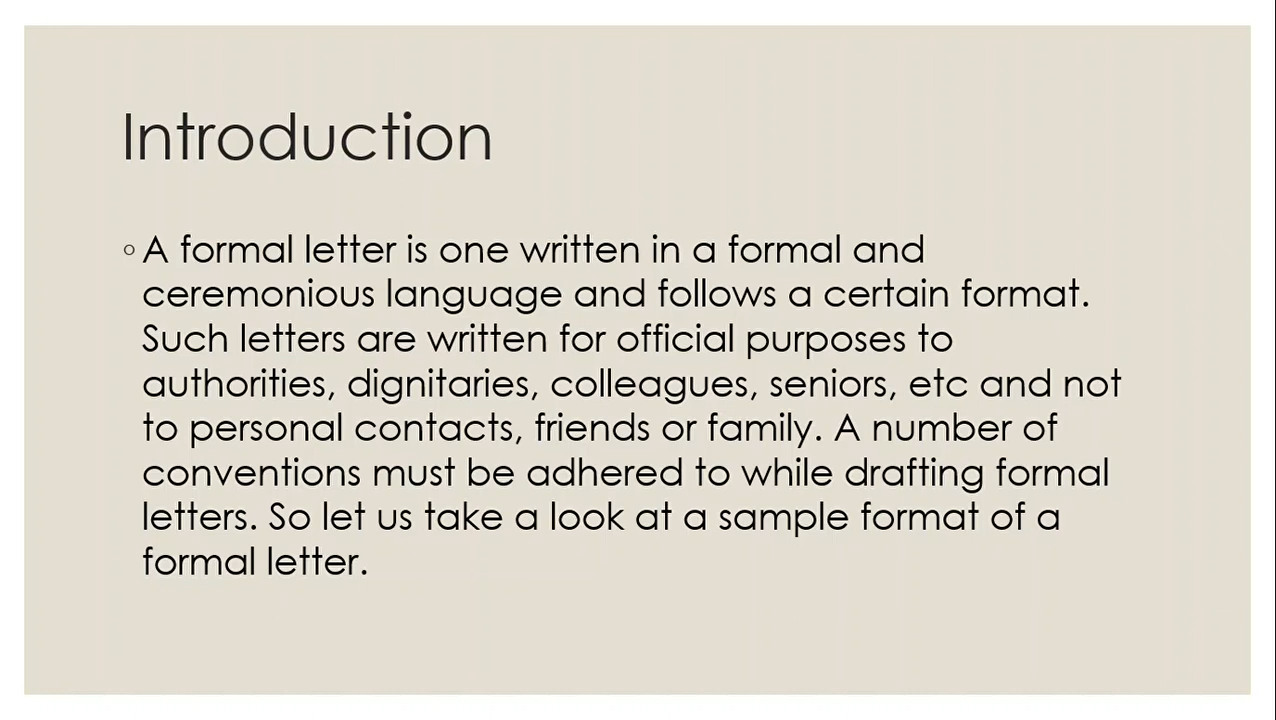 Introduction
◦ A formal letter is one written in a formal and
ceremonious language and follows a certain format.
Such letters are written for official purposes to
authorities, dignitaries, colleagues, seniors, etc and not
to personal contacts, friends or family. A number of
conventions must be adhered to while drafting formal
letters. So let us take a look at a sample format of a
formal letter.